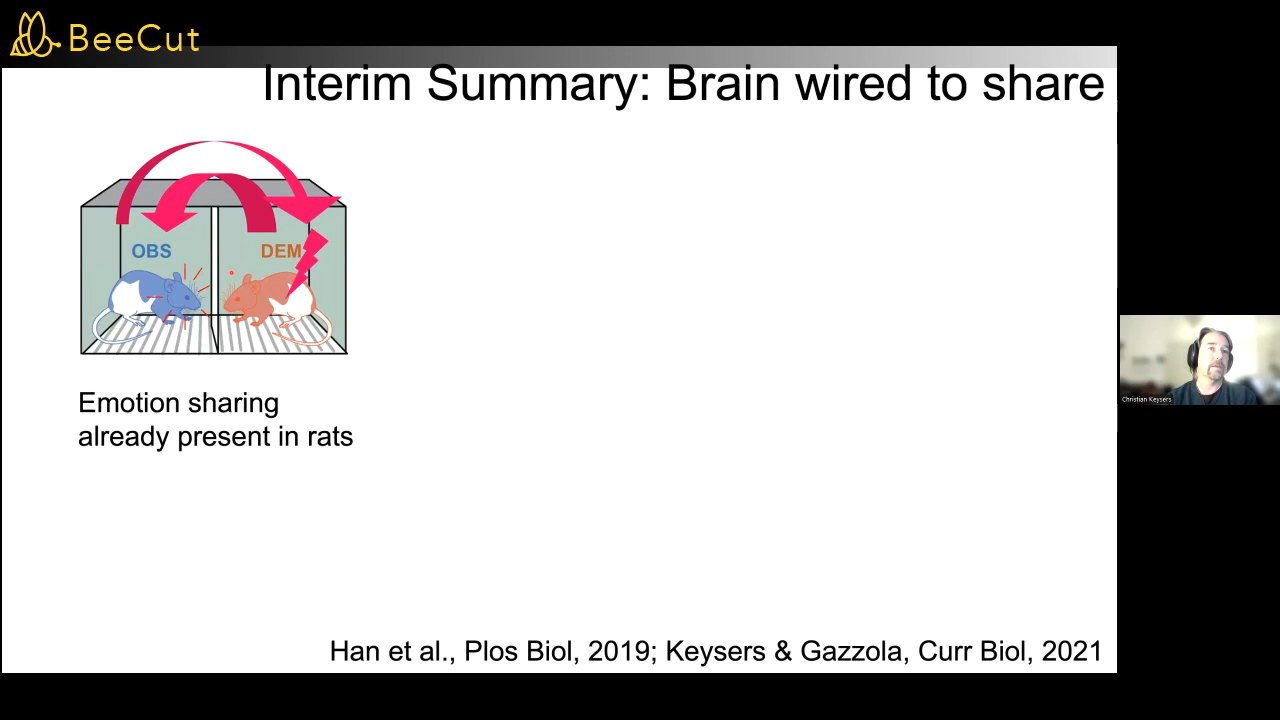 BeeCut
Interim Summary: Brain wired to share
OBS
DEM
Emotion sharing
already present in rats
Christian Keysers
Han et al., Plos Biol, 2019; Keysers & Gazzola, Curr Biol, 2021